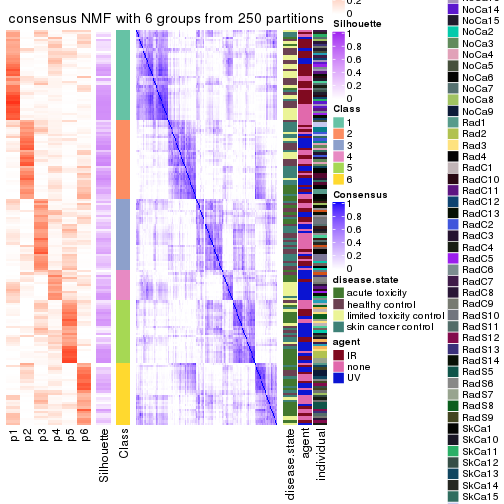 consensus NMF with 6 groups from 250 partitions
p1
p2
p3
p4
p5
p6
Silhouette
Class
disease.state
agent
individual
0.2
0
Silhouette
1
0.8
0.6
0.4
0.2
0
Class
1
2
3
4
5
6
Consensus
1
0.8
0.6
0.4
0.2
0
disease.state
acute toxicity
healthy control
limited toxicity control
skin cancer control
agent
IR
none
UV
NoCa14
NoCa15
NoCa2
NoCa3
NoCa4
NoCa5
NoCa6
NoCa7
NoCa8
NoCa9
Rad1
Rad2
Rad3
Rad4
RadC1
RadC10
RadC11
RadC12
RadC13
RadC2
RadC3
RadC4
RadC5
RadC6
RadC7
RadC8
RadC9
RadS10
RadS11
RadS12
RadS13
RadS14
RadS5
RadS6
RadS7
RadS8
RadS9
SkCa1
SkCa10
SkCa11
SkCa12
SkCa13
SkCa14
SkCa15